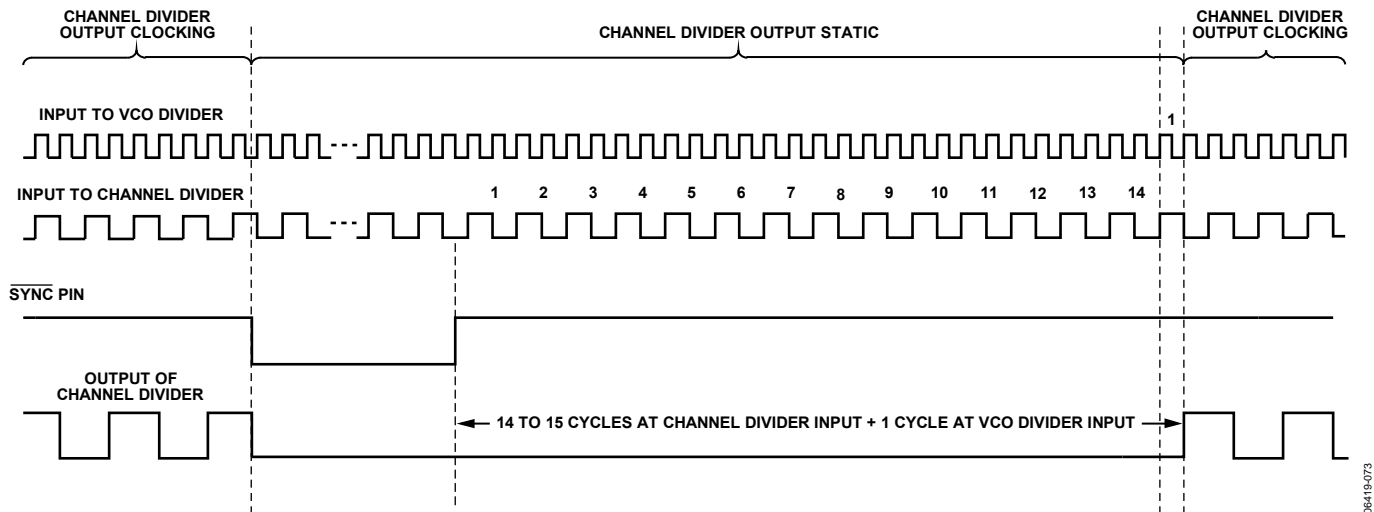 CHANNEL DIVIDER
OUTPUT CLOCKING
CHANNEL DIVIDER OUTPUT STATIC
CHANNEL DIVIDER
OUTPUT CLOCKING
INPUT TO VCO DIVIDER
1
INPUT TO CHANNEL DIVIDER
1 2 3 4 5 6 7 8 9 10 11 12 13 14
SYNC PIN
OUTPUT OF
CHANNEL DIVIDER
14 TO 15 CYCLES AT CHANNEL DIVIDER INPUT + 1 CYCLE AT VCO DIVIDER INPUT
06419-073